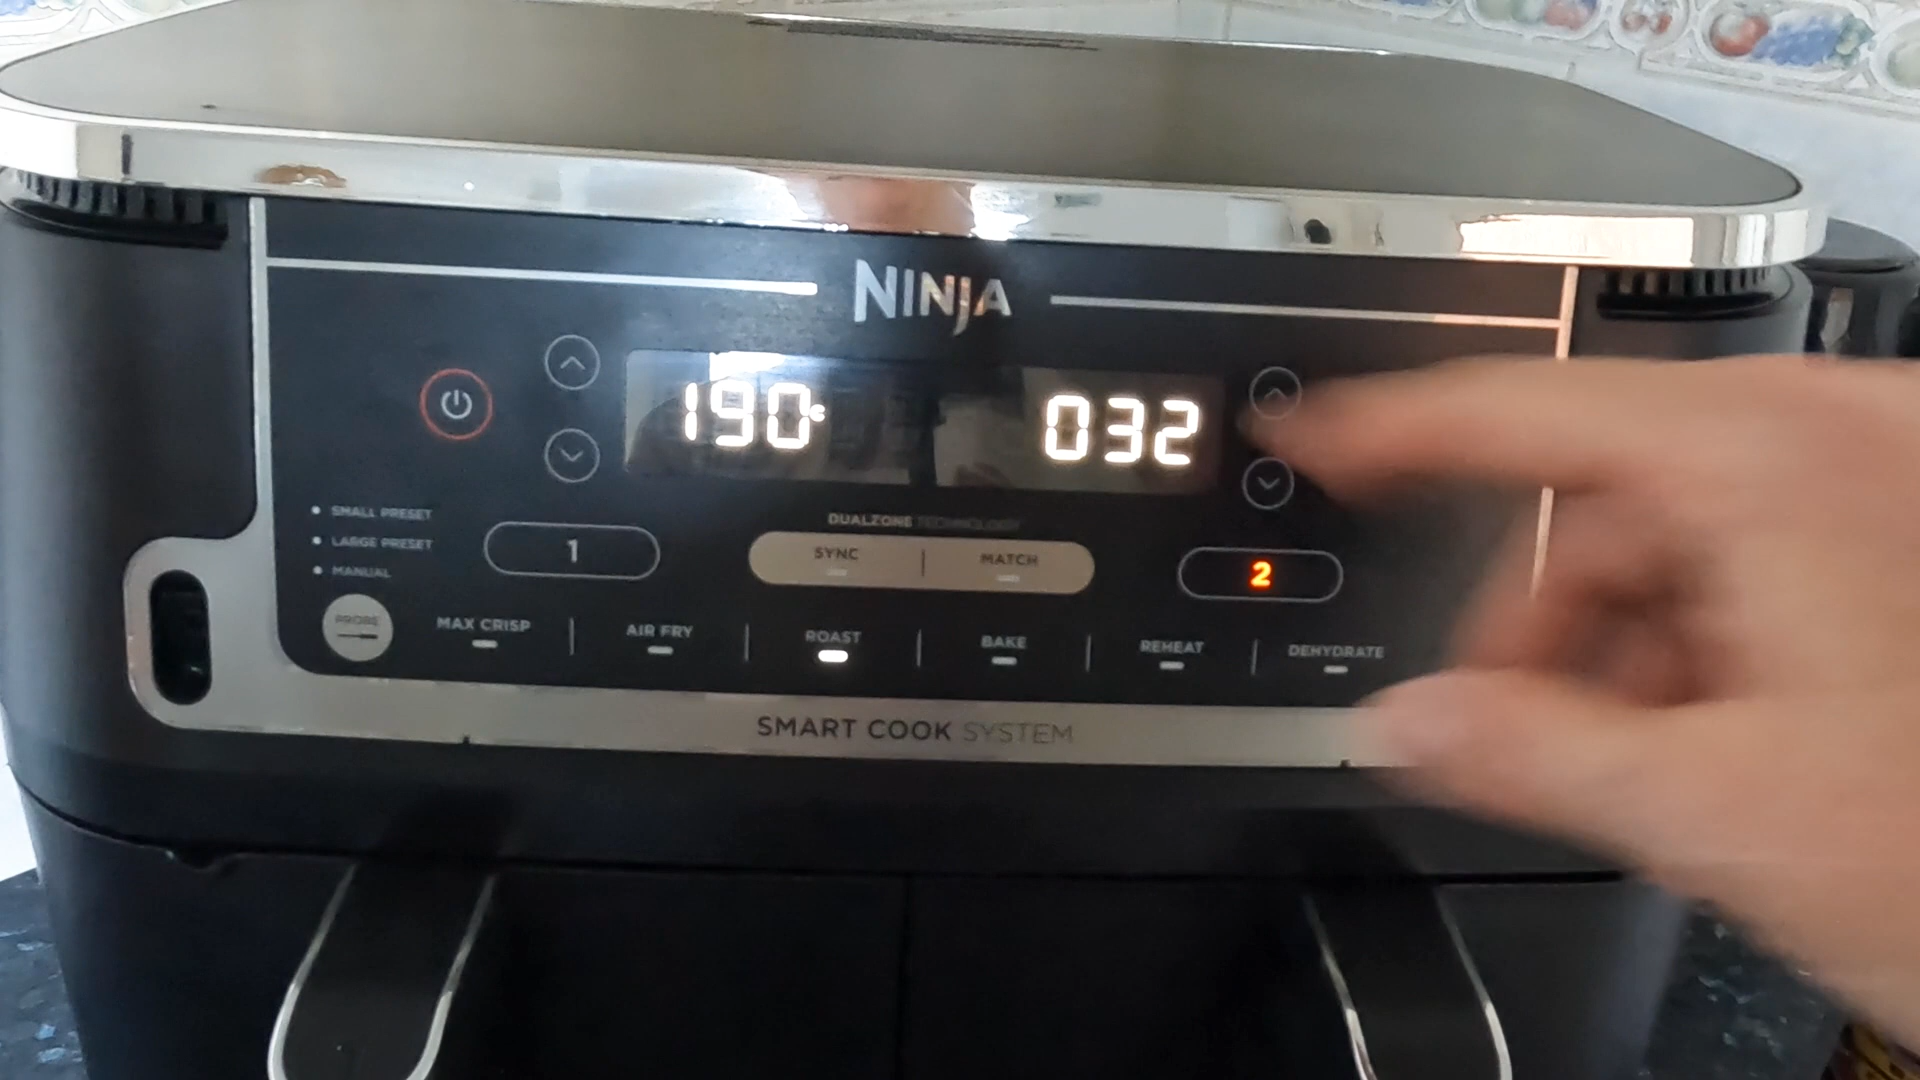 NINJA
190°C
032
DUALZONE TECHNOLOGY
SMALL PRESET
LARGE PRESET
MANUAL
1
SYNC
MATCH
2
PROBE
MAX CRISP
AIR FRY
ROAST
BAKE
REHEAT
DEHYDRATE
SMART COOK SYSTEM